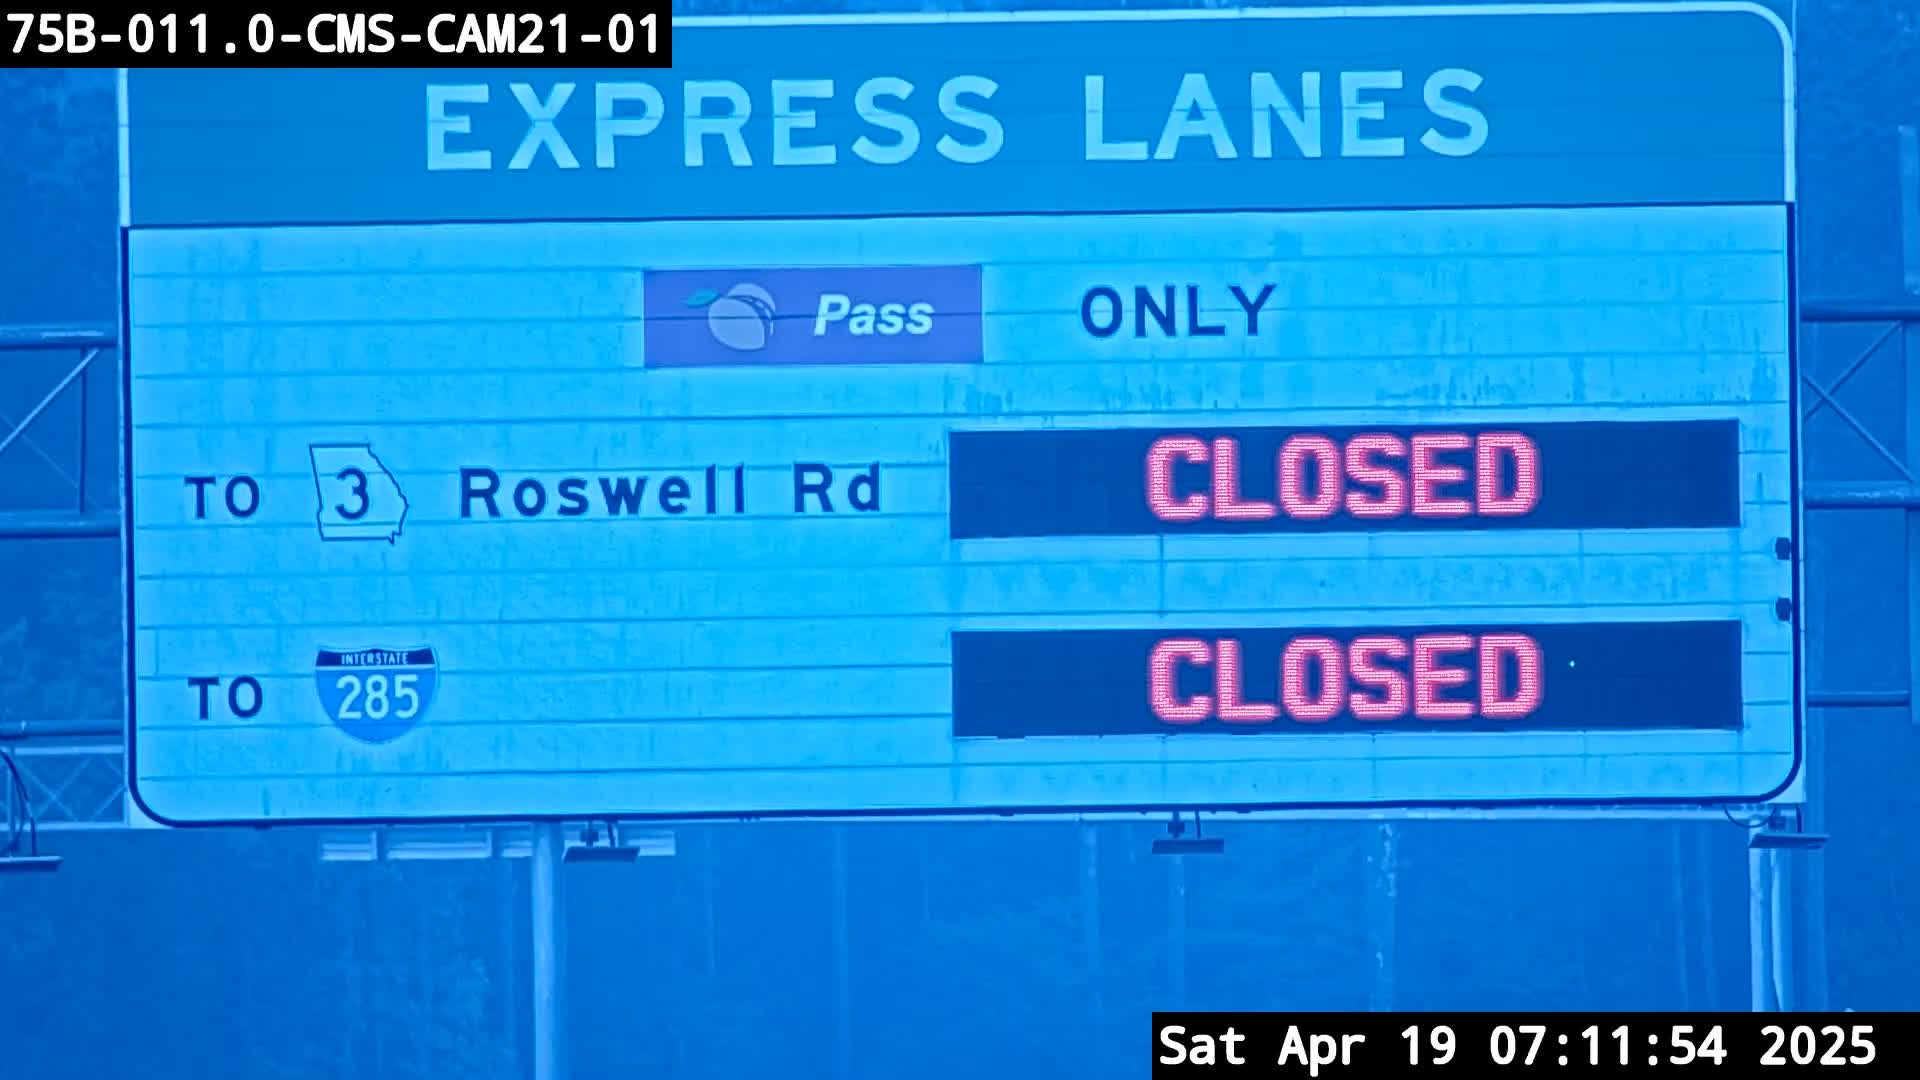 75B-011.0-CMS-CAM21-01
EXPRESS LANES
Pass ONLY
TO 3 Roswell Rd CLOSED
INTERSTATE
TO 285 CLOSED
Sat Apr 19 07:11:54 2025